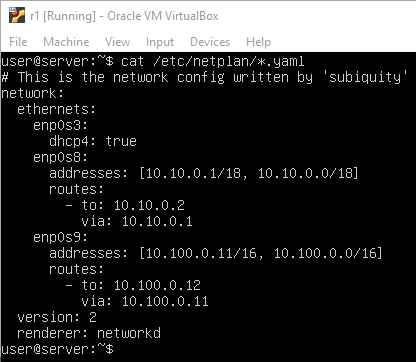 r1 [Running] - Oracle VM VirtualBox
File Machine View Input Devices Help
user@server:~$ cat /etc/netplan/*.yaml
# This is the network config written by 'subiquity'
network:
  ethernets:
    enp0s3:
      dhcp4: true
    enp0s8:
      addresses: [10.10.0.1/18, 10.10.0.0/18]
      routes:
        - to: 10.10.0.2
          via: 10.10.0.1
    enp0s9:
      addresses: [10.100.0.11/16, 10.100.0.0/16]
      routes:
        - to: 10.100.0.12
          via: 10.100.0.11
  version: 2
  renderer: networkd
user@server:~$